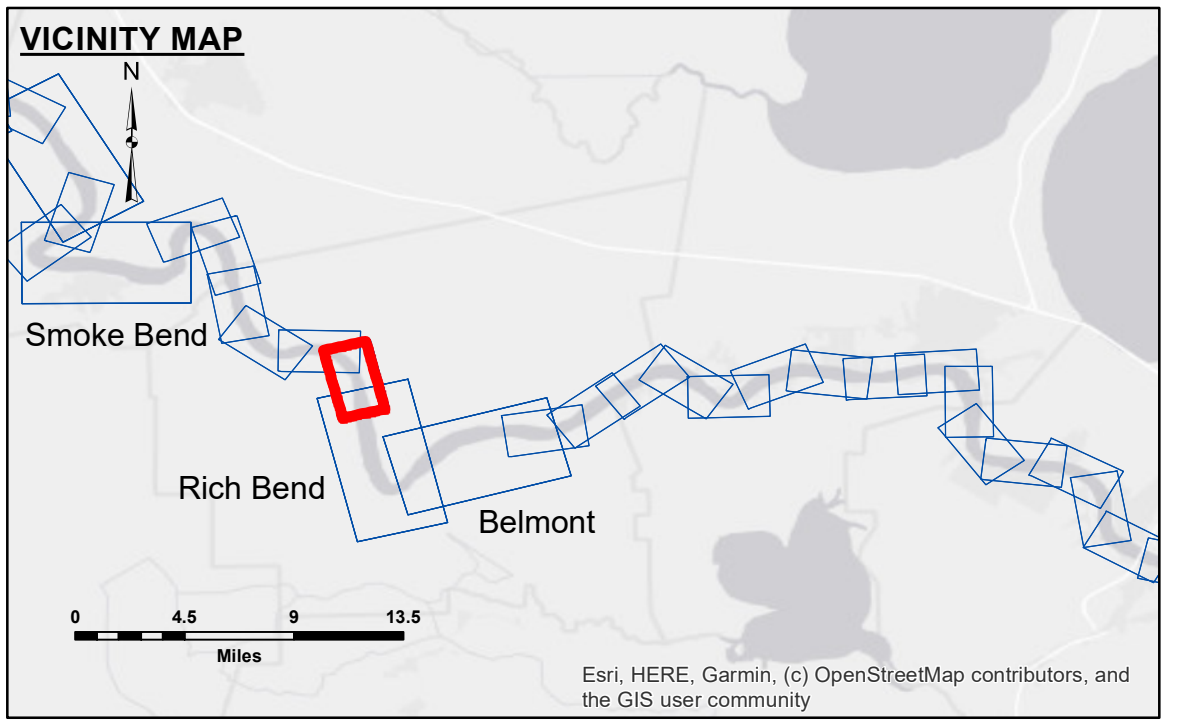 VICINITY MAP
N
Smoke Bend
Rich Bend
Belmont
0 4.5 9 13.5
Miles
Esri, HERE, Garmin, (c) OpenStreetMap contributors, and
the GIS user community